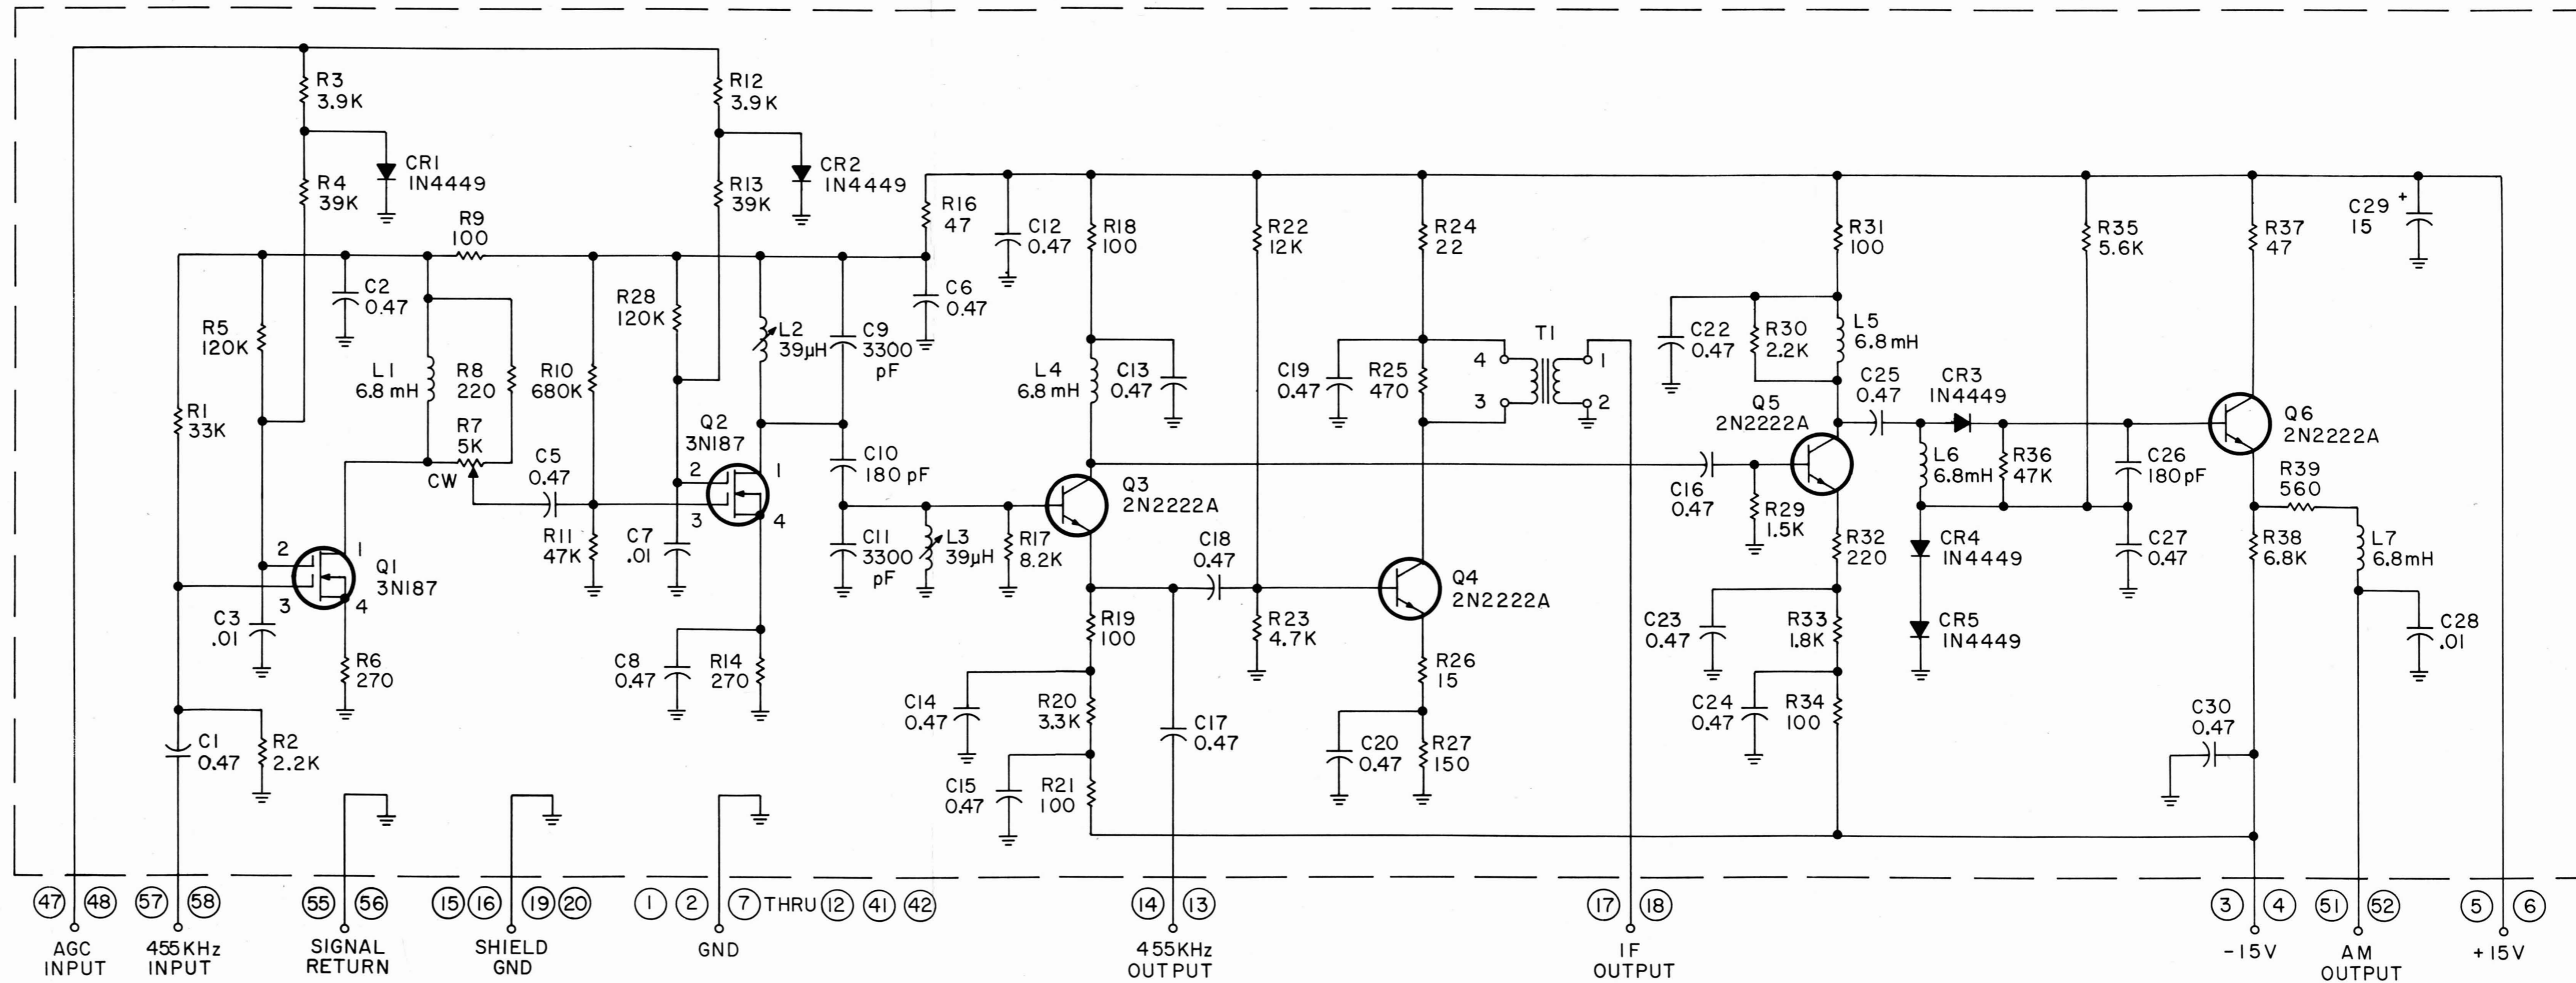 R3
3.9K
R12
3.9K
CR1
1N4449
CR2
1N4449
R4
39K
R13
39K
R9
100
R16
47
C12
0.47
R18
100
R22
12K
R24
22
R31
100
R35
5.6K
R37
47
C29
15
+
C2
0.47
C6
0.47
R5
120K
R28
120K
L2
39µH
C9
3300
pF
L1
6.8mH
R8
220
R10
680K
L4
6.8mH
C13
0.47
C19
0.47
R25
470
T1
4
1
3
2
C22
0.47
R30
2.2K
L5
6.8mH
C25
0.47
CR3
1N4449
R1
33K
R7
5K
CW
C5
0.47
Q2
3N187
2
1
3
4
C10
180pF
Q5
2N2222A
Q6
2N2222A
L6
6.8mH
R36
47K
C26
180pF
R39
560
Q3
2N2222A
C16
0.47
R29
1.5K
R11
47K
C7
.01
C11
3300
pF
L3
39µH
R17
8.2K
C18
0.47
Q4
2N2222A
2
1
3
4
Q1
3N187
R32
220
CR4
1N4449
C27
0.47
R38
6.8K
L7
6.8mH
C3
.01
R6
270
C8
0.47
R14
270
R19
100
R23
4.7K
R26
15
C23
0.47
R33
1.8K
CR5
1N4449
C28
.01
C14
0.47
R20
3.3K
C17
0.47
C24
0.47
R34
100
C30
0.47
C1
0.47
R2
2.2K
C20
0.47
R27
150
C15
0.47
R21
100
47 48 57 58 55 56 15 16 19 20 1 2 7 THRU 12 41 42 14 13 17 18 3 4 51 52 5 6
AGC
INPUT
455KHz
INPUT
SIGNAL
RETURN
SHIELD
GND
GND
455KHz
OUTPUT
IF
OUTPUT
-15V
AM
OUTPUT
+15V